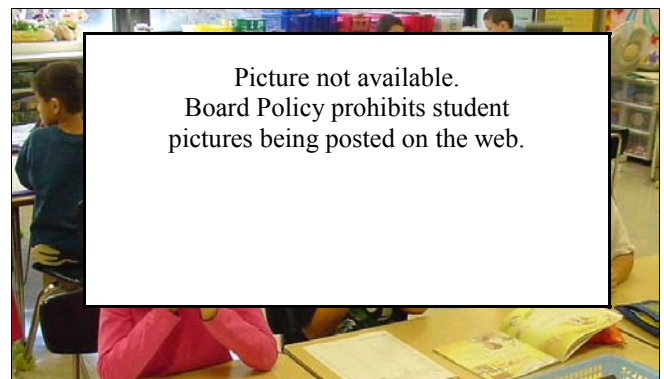 Picture not available.
Board Policy prohibits student
pictures being posted on the web.